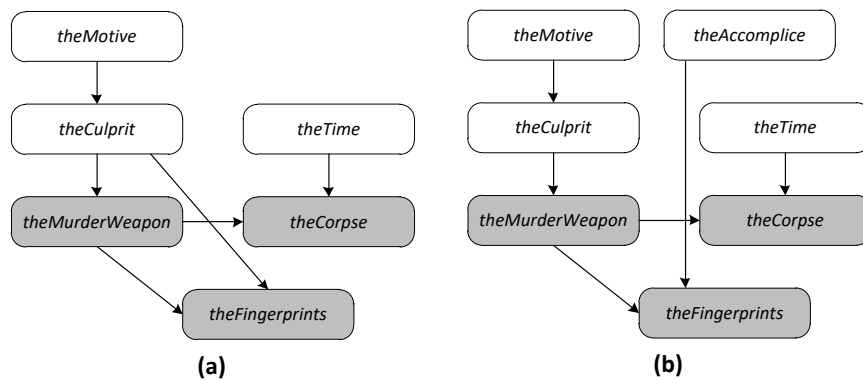 theMotive
theCulprit
theTime
theMurderWeapon
theCorpse
theFingerprints
(a)
theMotive
theAccomplice
theCulprit
theTime
theMurderWeapon
theCorpse
theFingerprints
(b)